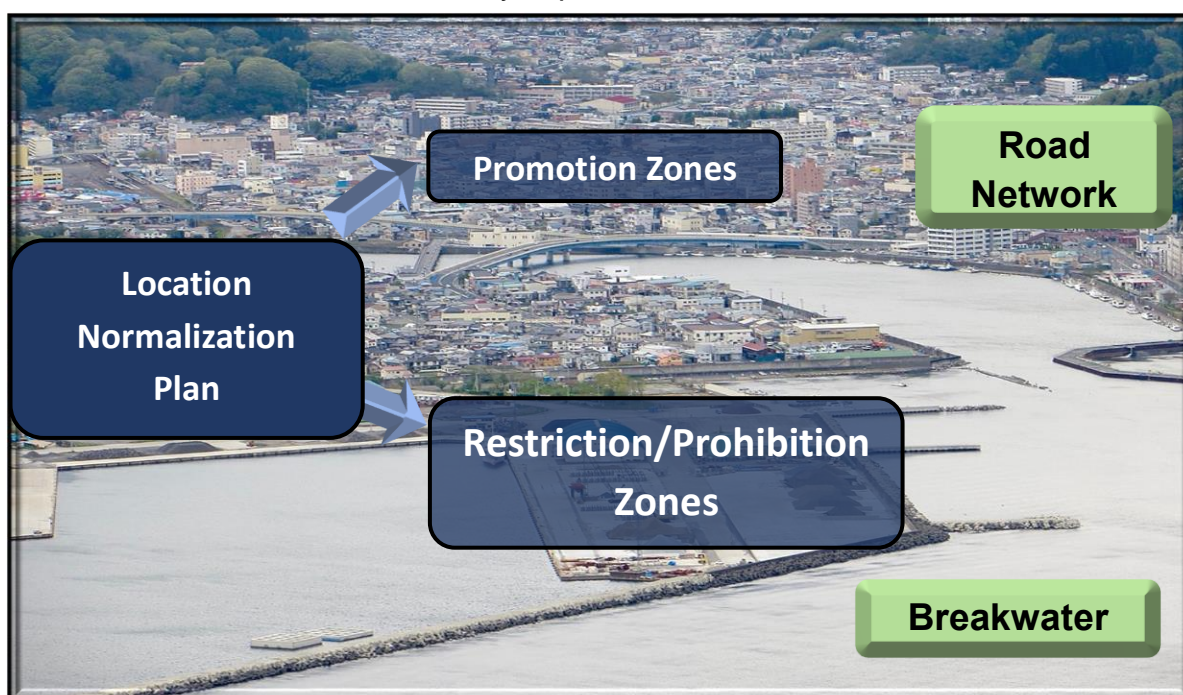 Promotion Zones
Road
Network
Location
Normalization
Plan
Restriction/Prohibition
Zones
Breakwater